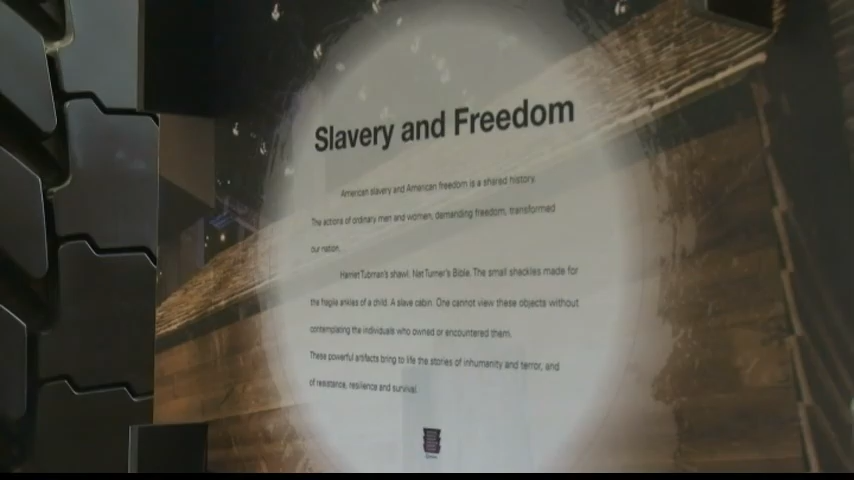 Slavery and Freedom
American slavery and American freedom is a shared history.
The actions of ordinary men and women, demanding freedom, transformed
our nation.
Harriet Tubman's shawl. Nat Turner's Bible. The small shackles made for
the fragile ankles of a child. A slave cabin. One cannot view these objects without
contemplating the individuals who owned or encountered them.
These powerful artifacts bring to life the stories of inhumanity and terror, and
of resistance, resilience and survival.